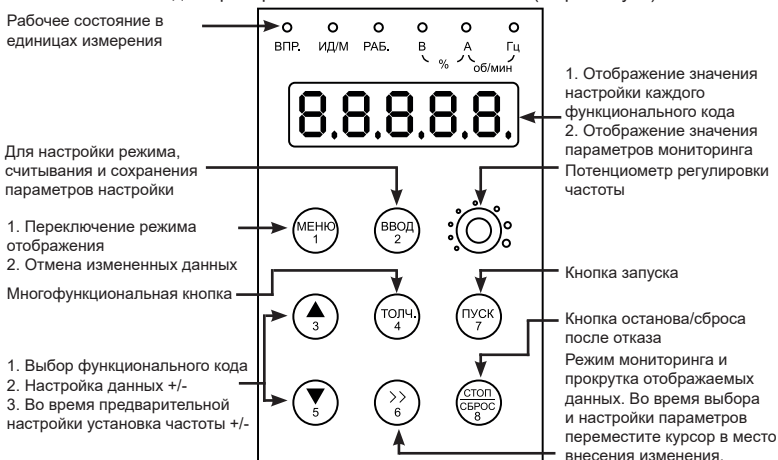 Рабочее состояние в
единицах измерения
ВПР. ИД/М РАБ. В А Гц
% об/мин
8.8.8.8.8.
1. Отображение значения
настройки каждого
функционального кода
2. Отображение значения
параметров мониторинга
Для настройки режима,
считывания и сохранения
параметров настройки
Потенциометр регулировки
частоты
1. Переключение режима
отображения
2. Отмена измененных данных
МЕНЮ
1
ВВОД
2
Многофункциональная кнопка
Кнопка запуска
3
ТОЛЧ.
4
ПУСК
7
Кнопка останова/сброса
после отказа
1. Выбор функционального кода
2. Настройка данных +/-
3. Во время предварительной
настройки установка частоты +/-
5
>>
6
СТОП
СБРОС
8
Режим мониторинга и
прокрутка отображаемых
данных. Во время выбора
и настройки параметров
переместите курсор в место
внесения изменения.